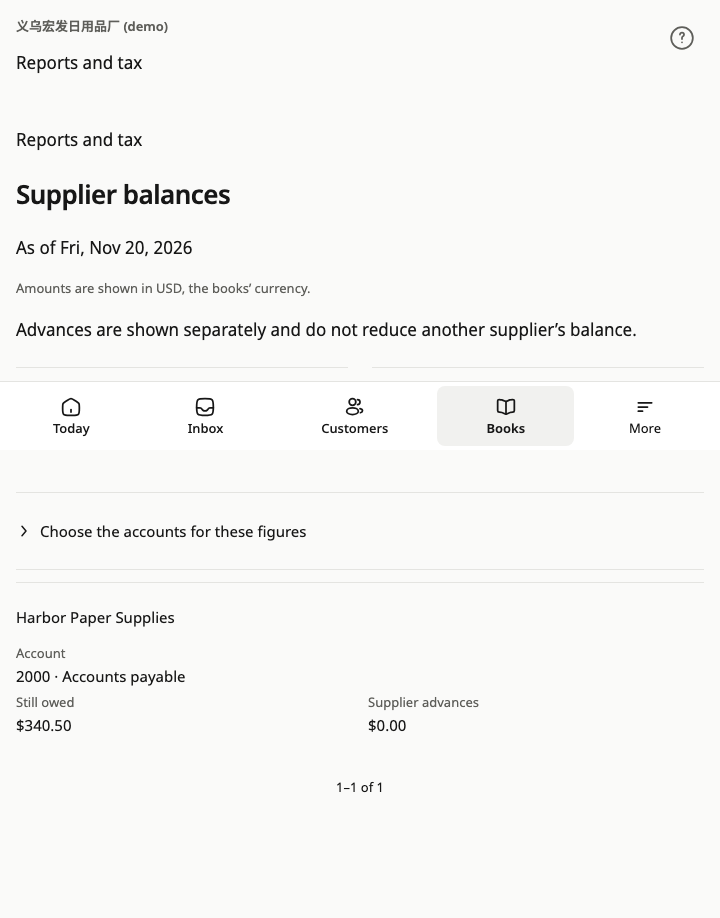 义乌宏发日用品厂 (demo)
Reports and tax
Reports and tax
Supplier balances
As of Fri, Nov 20, 2026
Amounts are shown in USD, the books’ currency.
Advances are shown separately and do not reduce another supplier’s balance.
Today
Inbox
Customers
Books
More
Choose the accounts for these figures
Harbor Paper Supplies
Account
2000 · Accounts payable
Still owed
Supplier advances
$340.50
$0.00
1–1 of 1